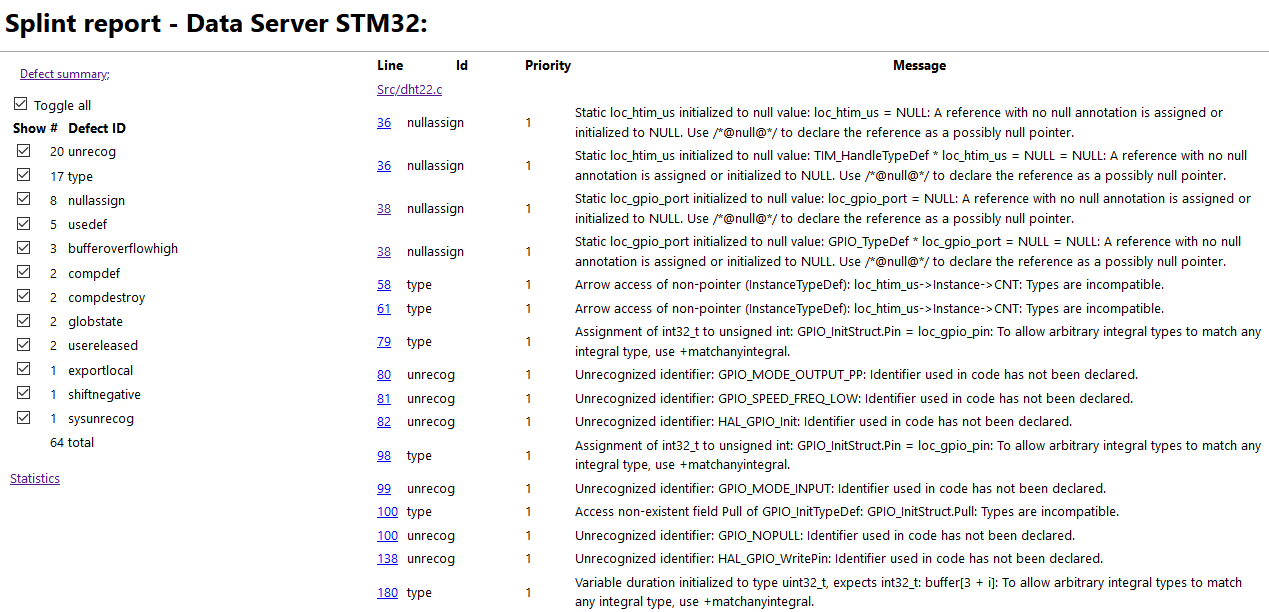 Splint report - Data Server STM32:
Defect summary;
Toggle all
Show # Defect ID
20 unrecog
17 type
8 nullassign
5 usedef
3 bufferoverflowhigh
2 compdef
2 compdestroy
2 globstate
2 usereleased
1 exportlocal
1 shiftnegative
1 sysunrecog
64 total
Statistics
Line Id Priority Message
Src/dht22.c
36 nullassign 1 Static loc_htim_us initialized to null value: loc_htim_us = NULL: A reference with no null annotation is assigned or
initialized to NULL. Use /*@null@*/ to declare the reference as a possibly null pointer.
36 nullassign 1 Static loc_htim_us initialized to null value: TIM_HandleTypeDef * loc_htim_us = NULL = NULL: A reference with no null
annotation is assigned or initialized to NULL. Use /*@null@*/ to declare the reference as a possibly null pointer.
38 nullassign 1 Static loc_gpio_port initialized to null value: loc_gpio_port = NULL: A reference with no null annotation is assigned or
initialized to NULL. Use /*@null@*/ to declare the reference as a possibly null pointer.
38 nullassign 1 Static loc_gpio_port initialized to null value: GPIO_TypeDef * loc_gpio_port = NULL = NULL: A reference with no null
annotation is assigned or initialized to NULL. Use /*@null@*/ to declare the reference as a possibly null pointer.
58 type 1 Arrow access of non-pointer (InstanceTypeDef): loc_htim_us->Instance->CNT: Types are incompatible.
61 type 1 Arrow access of non-pointer (InstanceTypeDef): loc_htim_us->Instance->CNT: Types are incompatible.
79 type 1 Assignment of int32_t to unsigned int: GPIO_InitStruct.Pin = loc_gpio_pin: To allow arbitrary integral types to match any
integral type, use +matchanyintegral.
80 unrecog 1 Unrecognized identifier: GPIO_MODE_OUTPUT_PP: Identifier used in code has not been declared.
81 unrecog 1 Unrecognized identifier: GPIO_SPEED_FREQ_LOW: Identifier used in code has not been declared.
82 unrecog 1 Unrecognized identifier: HAL_GPIO_Init: Identifier used in code has not been declared.
98 type 1 Assignment of int32_t to unsigned int: GPIO_InitStruct.Pin = loc_gpio_pin: To allow arbitrary integral types to match any
integral type, use +matchanyintegral.
99 unrecog 1 Unrecognized identifier: GPIO_MODE_INPUT: Identifier used in code has not been declared.
100 type 1 Access non-existent field Pull of GPIO_InitTypeDef: GPIO_InitStruct.Pull: Types are incompatible.
100 unrecog 1 Unrecognized identifier: GPIO_NOPULL: Identifier used in code has not been declared.
138 unrecog 1 Unrecognized identifier: HAL_GPIO_WritePin: Identifier used in code has not been declared.
180 type 1 Variable duration initialized to type uint32_t, expects int32_t: buffer[3 + i]: To allow arbitrary integral types to match
any integral type, use +matchanyintegral.